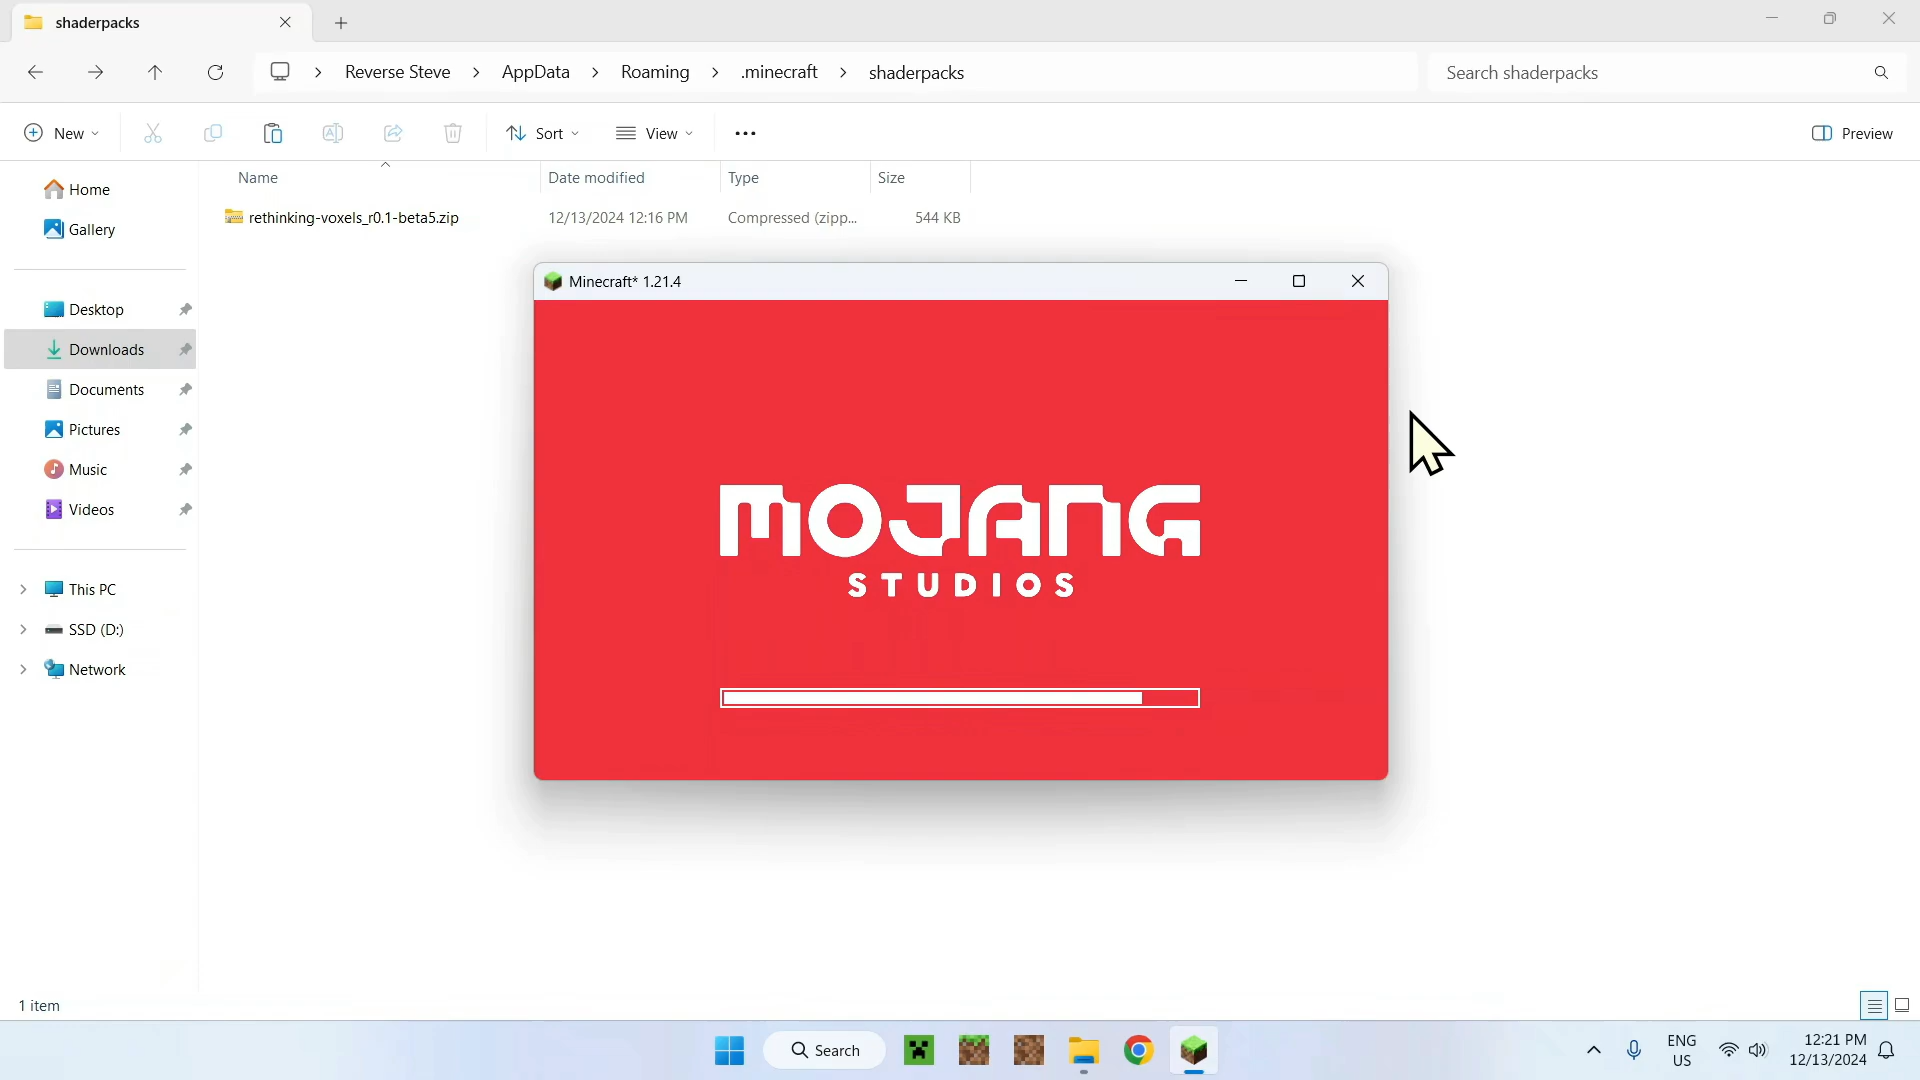 shaderpacks
Reverse Steve AppData Roaming .minecraft shaderpacks
Search shaderpacks
New
Sort
View
Preview
Home
Gallery
Desktop
Downloads
Documents
Pictures
Music
Videos
This PC
SSD (D:)
Network
Name Date modified Type Size
rethinking-voxels_r0.1-beta5.zip 12/13/2024 12:16 PM Compressed (zipp... 544 KB
Minecraft* 1.21.4
MOJANG
STUDIOS
1 item
Search
ENG
US
12:21 PM
12/13/2024